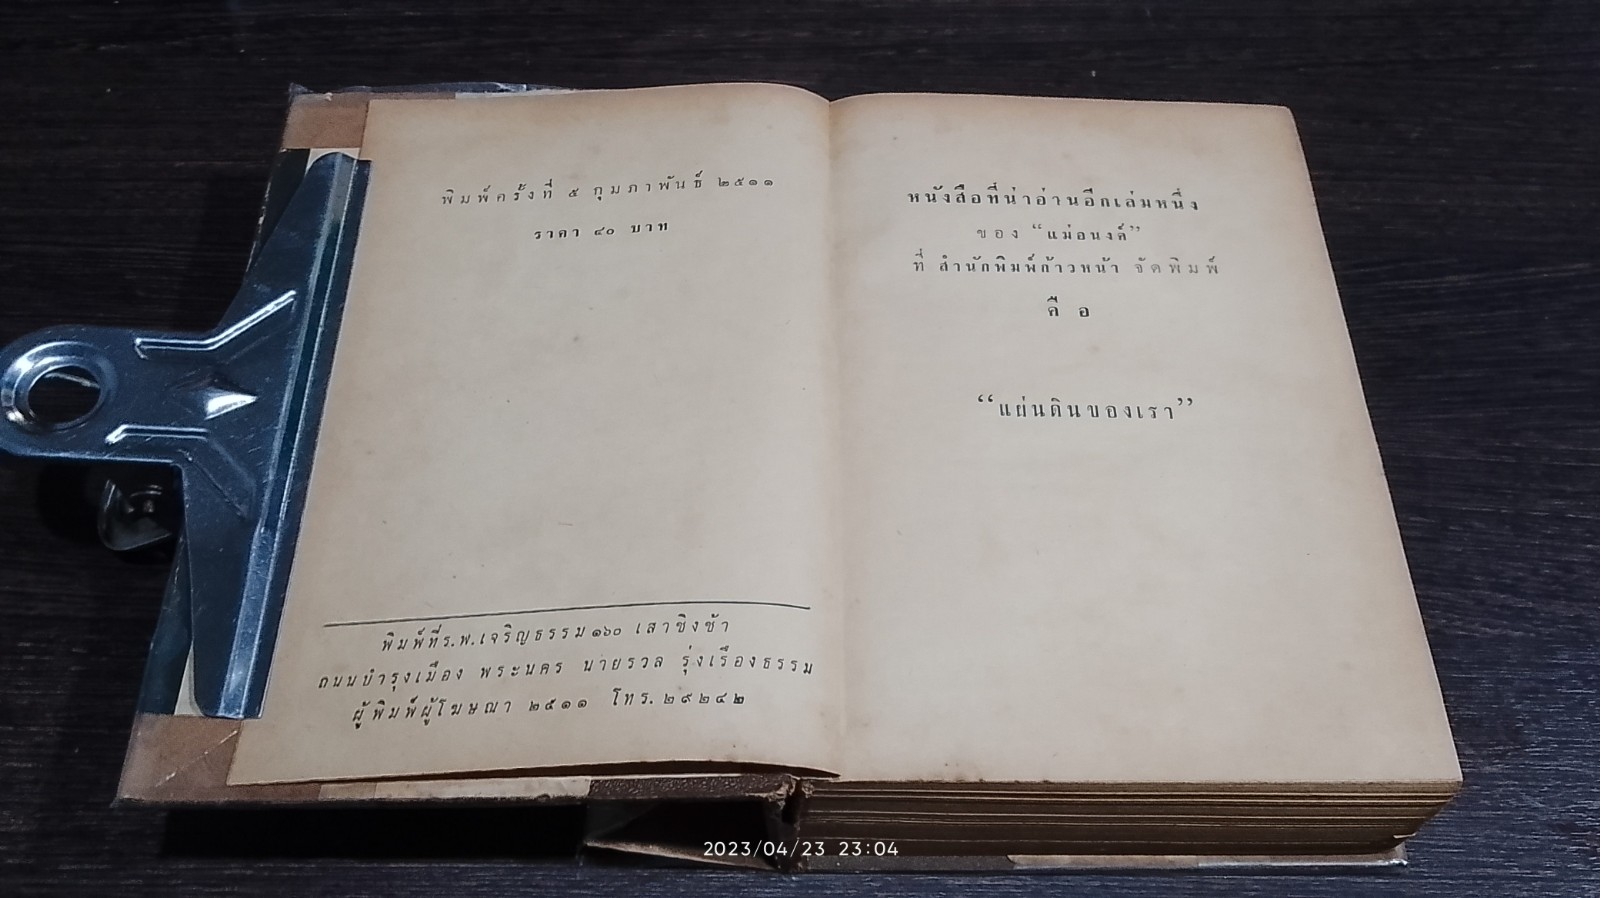 พิมพ์ครั้งที่ ๕ กุมภาพันธ์ ๒๕๑๑
ราคา ๔๐ บาท
พิมพ์ที่ร.พ.เจริญธรรม ๑๖๐ เสาชิงช้า
ถนนบำรุงเมือง พระนคร นายรวล รุ่งเรืองธรรม
ผู้พิมพ์ผู้โฆษณา ๒๕๑๑ โทร. ๒๙๒๔๒
หนังสือที่น่าอ่านอีกเล่มหนึ่ง
ของ “แม่อนงค์”
ที่ สำนักพิมพ์ก้าวหน้า จัดพิมพ์
คือ
“แผ่นดินของเรา”
2023/04/23 23:04